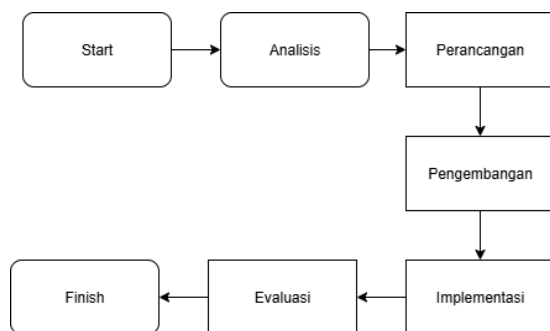 Start
Analisis
Perancangan
Pengembangan
Implementasi
Evaluasi
Finish